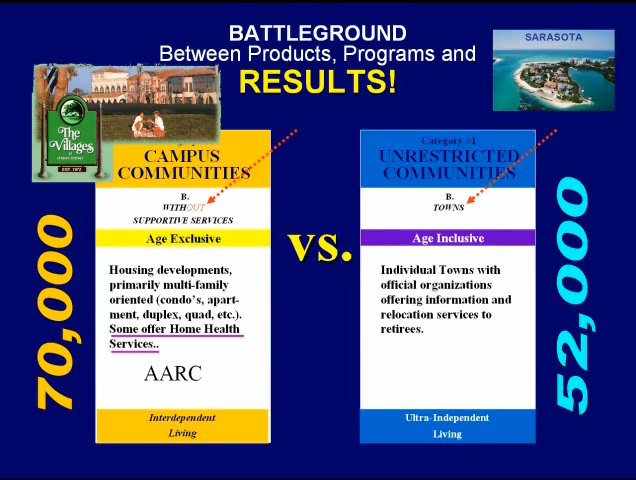 BATTLEGROUND
Between Products, Programs and
RESULTS!
SARASOTA
The
Villages
EST. 1972
CAMPUS
COMMUNITIES
B.
WITHOUT
SUPPORTIVE SERVICES
Age Exclusive
Housing developments,
primarily multi-family
oriented (condo's, apart-
ment, duplex, quad, etc.).
Some offer Home Health
Services..
AARC
Interdependent
Living
70,000
vs.
Category #1
UNRESTRICTED
COMMUNITIES
B.
TOWNS
Age Inclusive
Individual Towns with
official organizations
offering information and
relocation services to
retirees.
Ultra-Independent
Living
52,000